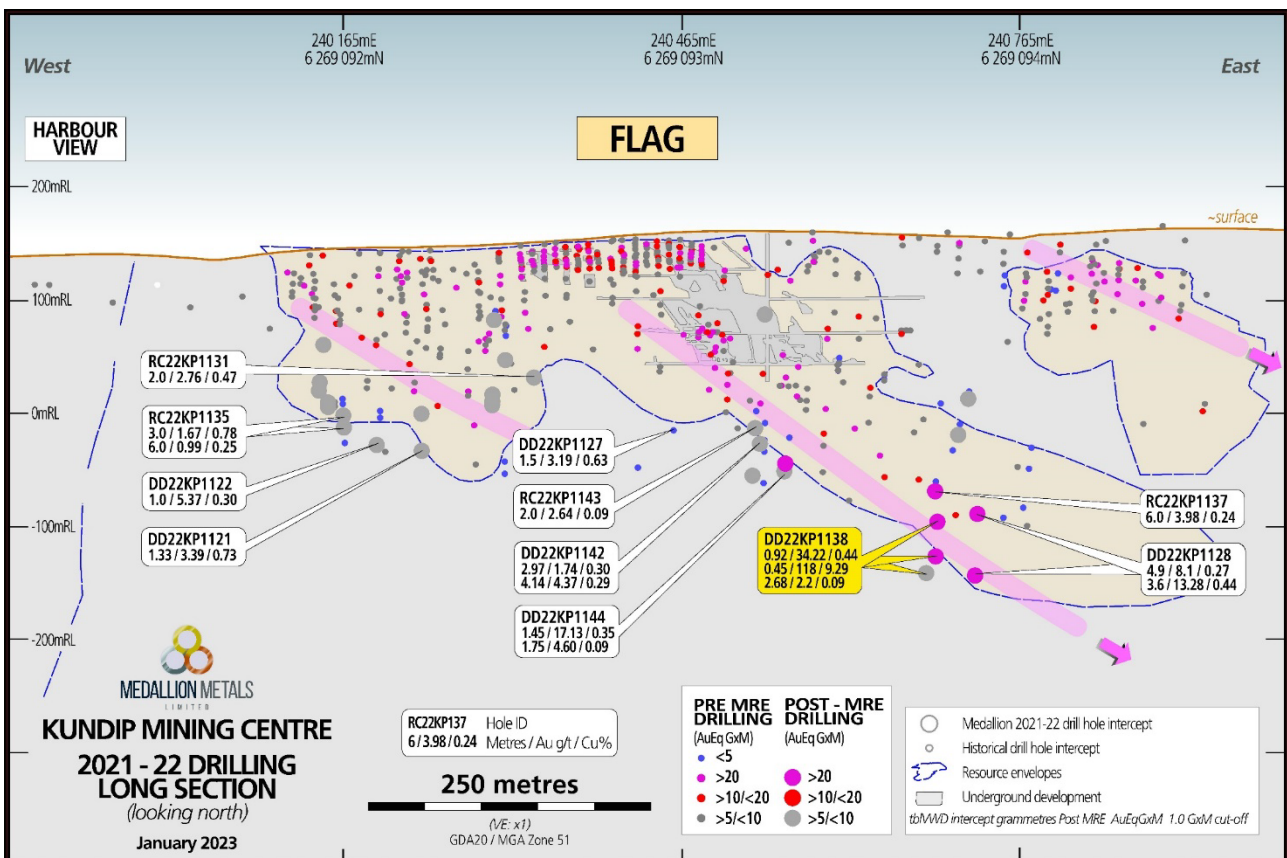 240 165mE
6 269 092mN
240 465mE
6 269 093mN
240 765mE
6 269 094mN
West
East
HARBOUR
VIEW
FLAG
200mRL
~surface
100mRL
0mRL
-100mRL
-200mRL
RC22KP1131
2.0 / 2.76 / 0.47
RC22KP1135
3.0 / 1.67 / 0.78
6.0 / 0.99 / 0.25
DD22KP1122
1.0 / 5.37 / 0.30
DD22KP1121
1.33 / 3.39 / 0.73
DD22KP1127
1.5 / 3.19 / 0.63
RC22KP1143
2.0 / 2.64 / 0.09
DD22KP1142
2.97 / 1.74 / 0.30
4.14 / 4.37 / 0.29
DD22KP1144
1.45 / 17.13 / 0.35
1.75 / 4.60 / 0.09
DD22KP1138
0.92 / 34.22 / 0.44
0.45 / 118 / 9.29
2.68 / 2.2 / 0.09
RC22KP1137
6.0 / 3.98 / 0.24
DD22KP1128
4.9 / 8.1 / 0.27
3.6 / 13.28 / 0.44
MEDALLION METALS
LIMITED
KUNDIP MINING CENTRE
2021 - 22 DRILLING
LONG SECTION
(looking north)
January 2023
RC22KP137 Hole ID
6/3.98/0.24 Metres / Au g/t / Cu%
250 metres
(VE: x1)
GDA20 / MGA Zone 51
PRE MRE DRILLING
(AuEq GxM)
<5
>20
>10/<20
>5/<10
POST - MRE DRILLING
(AuEq GxM)
>20
>10/<20
>5/<10
Medallion 2021-22 drill hole intercept
Historical drill hole intercept
Resource envelopes
Underground development
tblMWD intercept grammetres Post MRE AuEqGxM 1.0 GxM cut-off